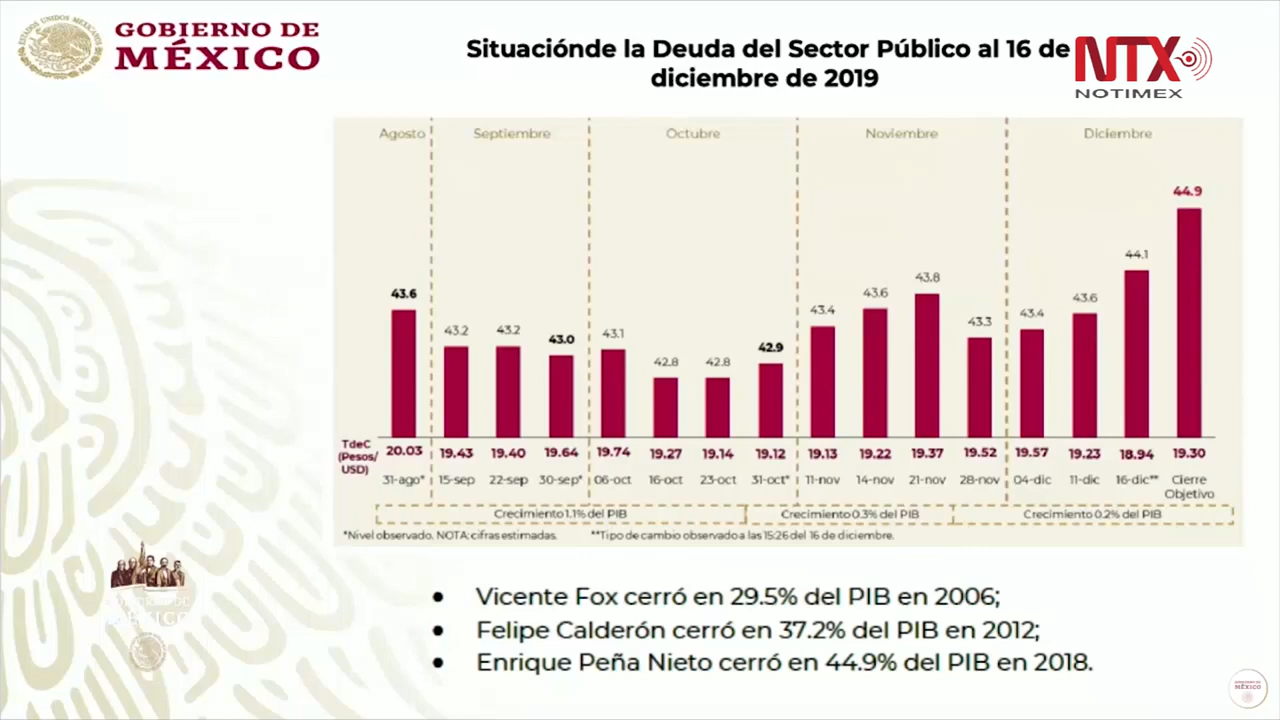 GOBIERNO DE
MÉXICO
Situaciónde la Deuda del Sector Público al 16 de
diciembre de 2019
NTX
NOTIMEX
Agosto Septiembre Octubre Noviembre Diciembre
43.6 43.2 43.2 43.0 43.1 42.8 42.8 42.9 43.4 43.6 43.8 43.3 43.4 43.6 44.1 44.9
TdeC
(Pesos/
USD)
20.03 19.43 19.40 19.64 19.74 19.27 19.14 19.12 19.13 19.22 19.37 19.52 19.57 19.23 18.94 19.30
31-ago* 15-sep 22-sep 30-sep* 06-oct 16-oct 23-oct 31-oct* 11-nov 14-nov 21-nov 28-nov 04-dic 11-dic 16-dic** Cierre
Objetivo
Crecimiento 1.1% del PIB Crecimiento 0.3% del PIB Crecimiento 0.2% del PIB
*Nivel observado. NOTA: cifras estimadas. **Tipo de cambio observado a las 15:26 del 16 de diciembre.
• Vicente Fox cerró en 29.5% del PIB en 2006;
• Felipe Calderón cerró en 37.2% del PIB en 2012;
• Enrique Peña Nieto cerró en 44.9% del PIB en 2018.
GOBIERNO DE
MÉXICO